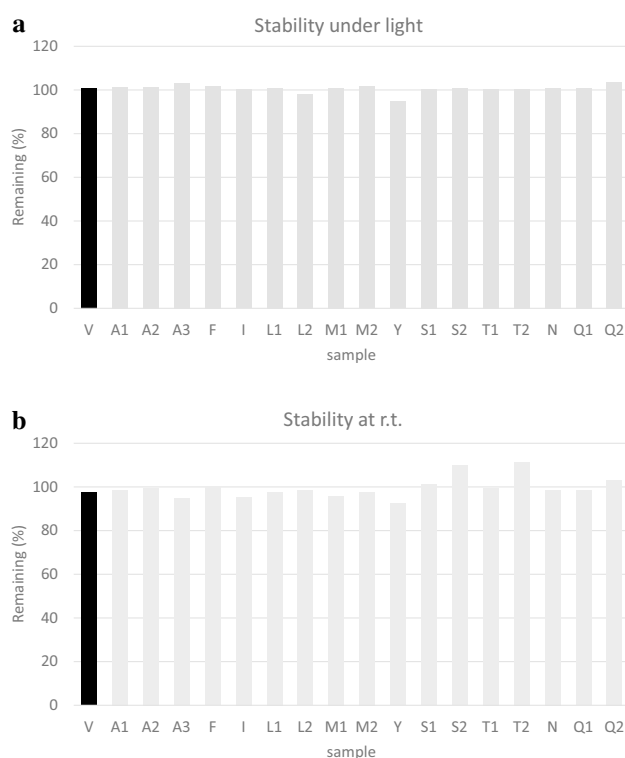 a
Stability under light
120
100
80
60
40
20
0
Remaining (%)
V A1 A2 A3 F I L1 L2 M1 M2 Y S1 S2 T1 T2 N Q1 Q2
sample
b
Stability at r.t.
120
100
80
60
40
20
0
Remaining (%)
V A1 A2 A3 F I L1 L2 M1 M2 Y S1 S2 T1 T2 N Q1 Q2
sample